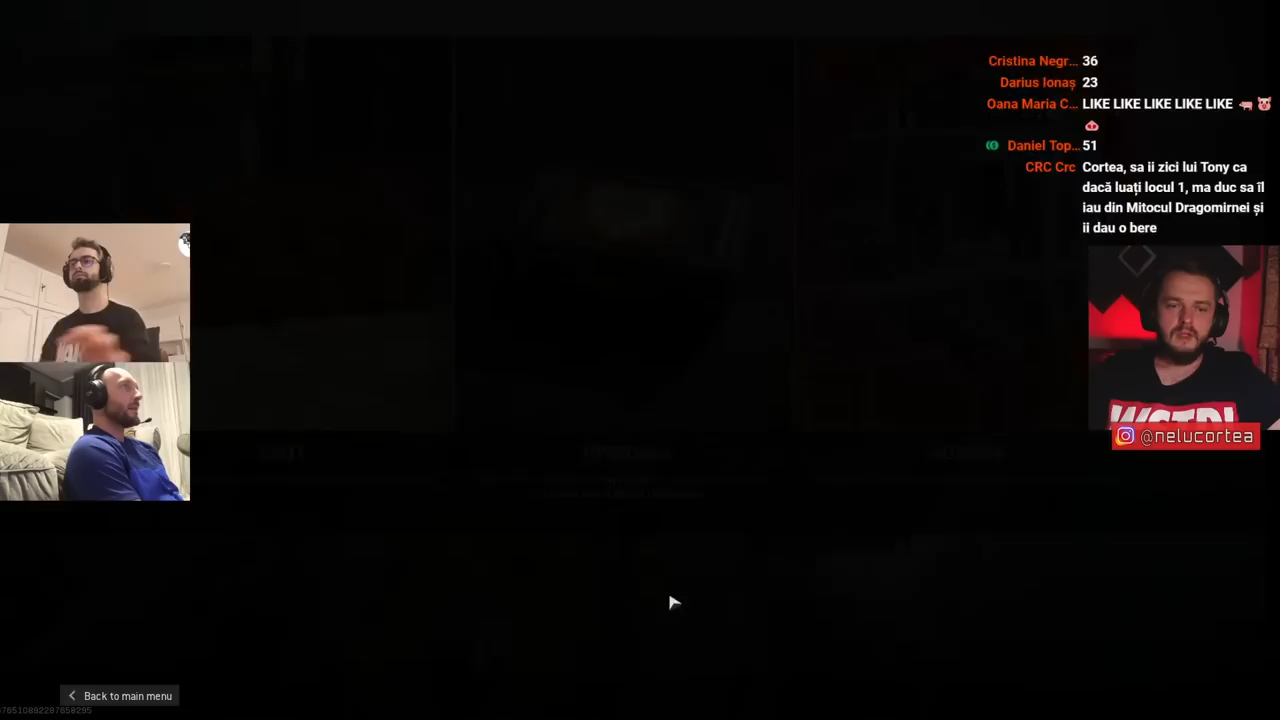 Cristina Negr... 36
Darius Ionaș 23
Oana Maria C... LIKE LIKE LIKE LIKE LIKE 🐖 🐷
🐽
Daniel Top... 51
CRC Crc Cortea, sa ii zici lui Tony ca
dacă luați locul 1, ma duc sa îl
iau din Mitocul Dragomirnei și
ii dau o bere
@nelucortea
Back to main menu